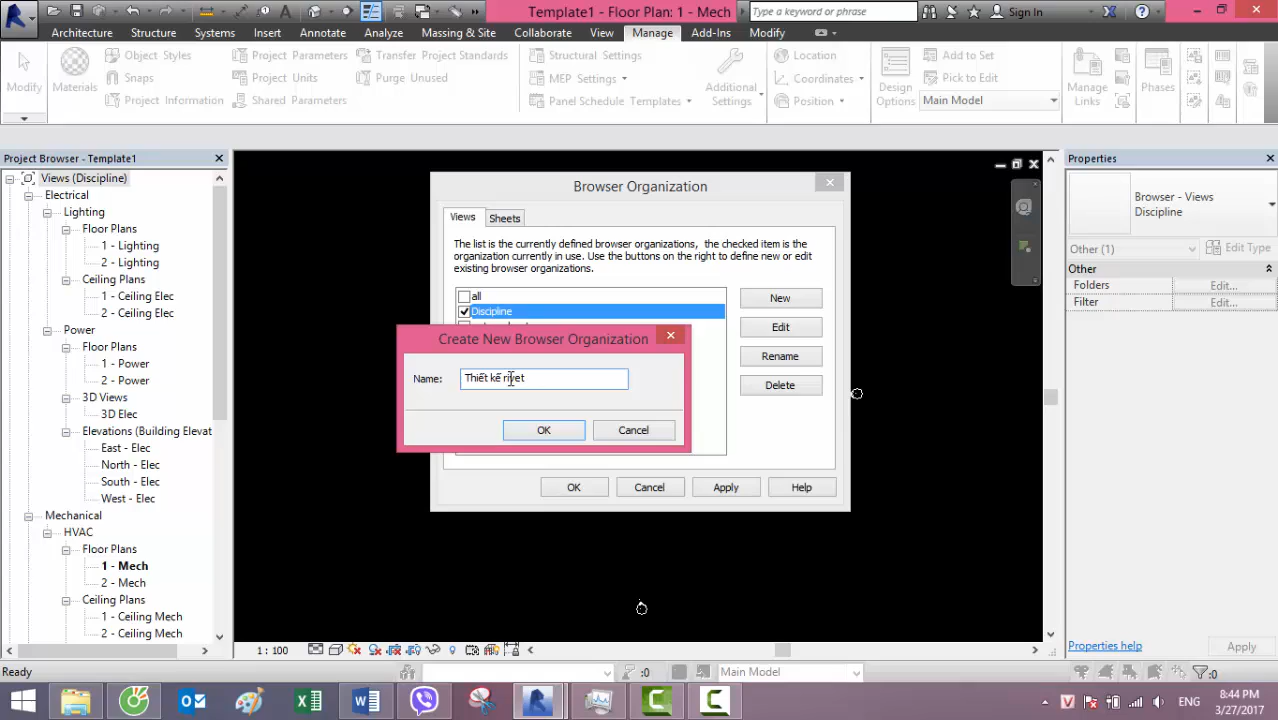 Template1 - Floor Plan: 1 - Mech
Type a keyword or phrase
Sign In
Architecture
Structure
Systems
Insert
Annotate
Analyze
Massing & Site
Collaborate
View
Manage
Add-Ins
Modify
Modify
Materials
Object Styles
Snaps
Project Information
Project Parameters
Project Units
Shared Parameters
Transfer Project Standards
Purge Unused
Structural Settings
MEP Settings
Panel Schedule Templates
Additional
Settings
Location
Coordinates
Position
Design
Options
Add to Set
Pick to Edit
Main Model
Manage
Links
Phases
Project Browser - Template1
Views (Discipline)
Electrical
Lighting
Floor Plans
1 - Lighting
2 - Lighting
Ceiling Plans
1 - Ceiling Elec
2 - Ceiling Elec
Power
Floor Plans
1 - Power
2 - Power
3D Views
3D Elec
Elevations (Building Elevat
East - Elec
North - Elec
South - Elec
West - Elec
Mechanical
HVAC
Floor Plans
1 - Mech
2 - Mech
Ceiling Plans
1 - Ceiling Mech
2 - Ceiling Mech
Browser Organization
Views
Sheets
The list is the currently defined browser organizations, the checked item is the
organization currently in use. Use the buttons on the right to define new or edit
existing browser organizations.
all
Discipline
New
Edit
Rename
Delete
Create New Browser Organization
Name:
Thiết kế rivet
OK
Cancel
OK
Cancel
Apply
Help
Properties
Browser - Views
Discipline
Other (1)
Edit Type
Other
Folders
Edit...
Filter
Edit...
Properties help
Apply
1 : 100
Ready
:0
Main Model
:0
ENG
8:44 PM
3/27/2017